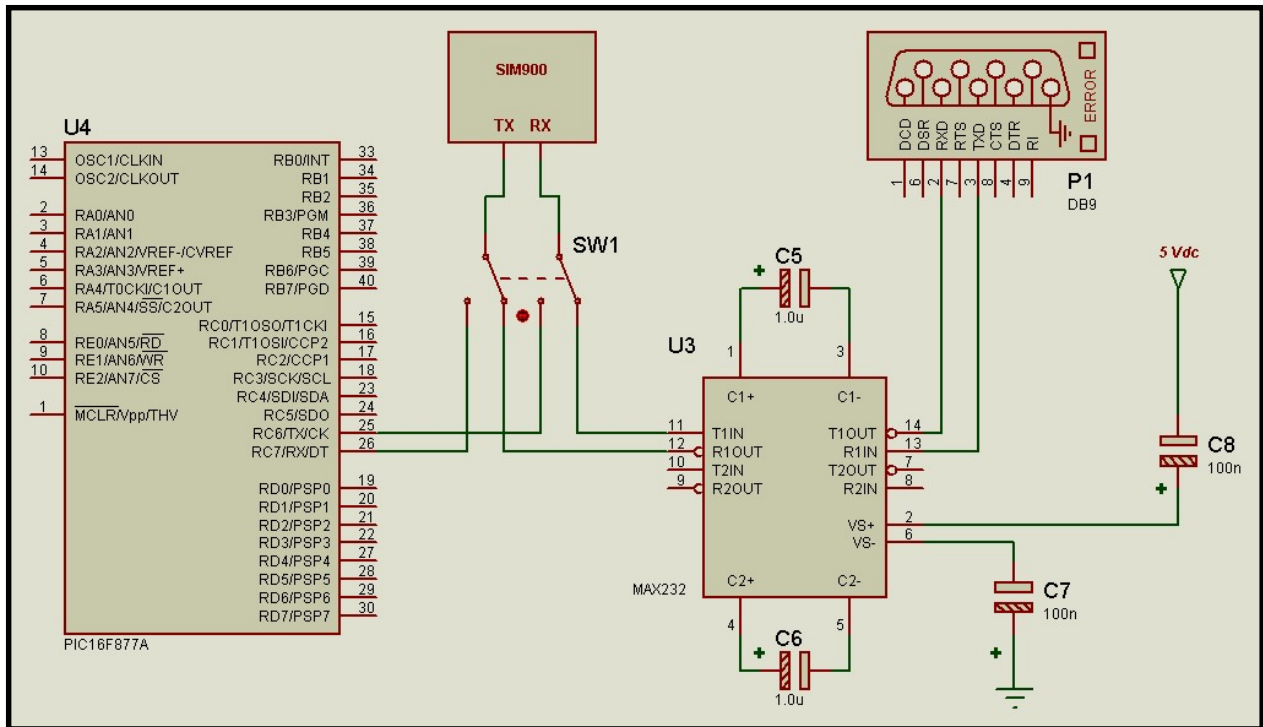 SIM900
TX RX
ERROR
DCD
DSR
RXD
RTS
TXD
CTS
DTR
RI
1
6
2
7
3
8
4
9
P1
DB9
U4
13 OSC1/CLKIN RB0/INT 33
14 OSC2/CLKOUT RB1 34
RB2 35
2 RA0/AN0 RB3/PGM 36
3 RA1/AN1 RB4 37
4 RA2/AN2/VREF-/CVREF RB5 38
5 RA3/AN3/VREF+ RB6/PGC 39
6 RA4/T0CKI/C1OUT RB7/PGD 40
7 RA5/AN4/SS/C2OUT
RC0/T1OSO/T1CKI 15
8 RE0/AN5/RD RC1/T1OSI/CCP2 16
9 RE1/AN6/WR RC2/CCP1 17
10 RE2/AN7/CS RC3/SCK/SCL 18
RC4/SDI/SDA 23
1 MCLR/Vpp/THV RC5/SDO 24
RC6/TX/CK 25
RC7/RX/DT 26
RD0/PSP0 19
RD1/PSP1 20
RD2/PSP2 21
RD3/PSP3 22
RD4/PSP4 27
RD5/PSP5 28
RD6/PSP6 29
RD7/PSP7 30
PIC16F877A
SW1
C5
+
1.0u
5 Vdc
U3
1 3
C1+ C1-
11 T1IN T1OUT 14
12 R1OUT R1IN 13
10 T2IN T2OUT 7
9 R2OUT R2IN 8
VS+ 2
VS- 6
C2+ C2-
MAX232
4 5
C6
+
1.0u
C8
100n
+
C7
100n
+